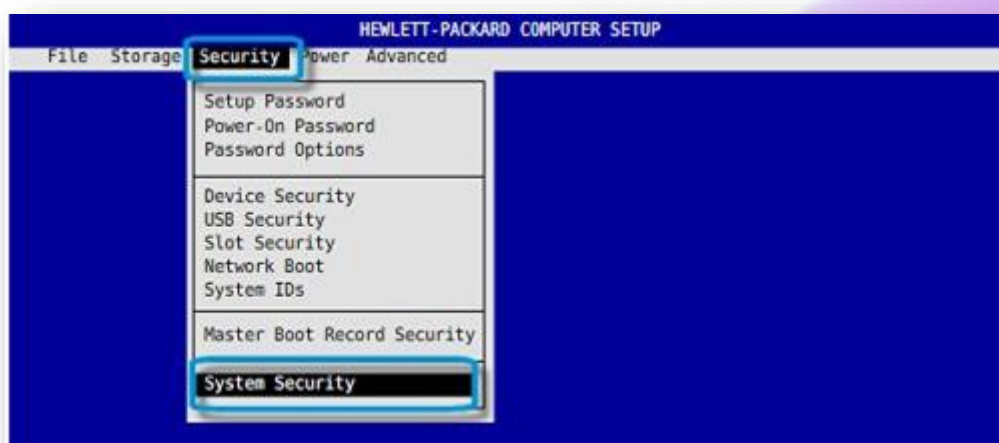 HEWLETT-PACKARD COMPUTER SETUP
File Storage Security Power Advanced
Setup Password
Power-On Password
Password Options
Device Security
USB Security
Slot Security
Network Boot
System IDs
Master Boot Record Security
System Security